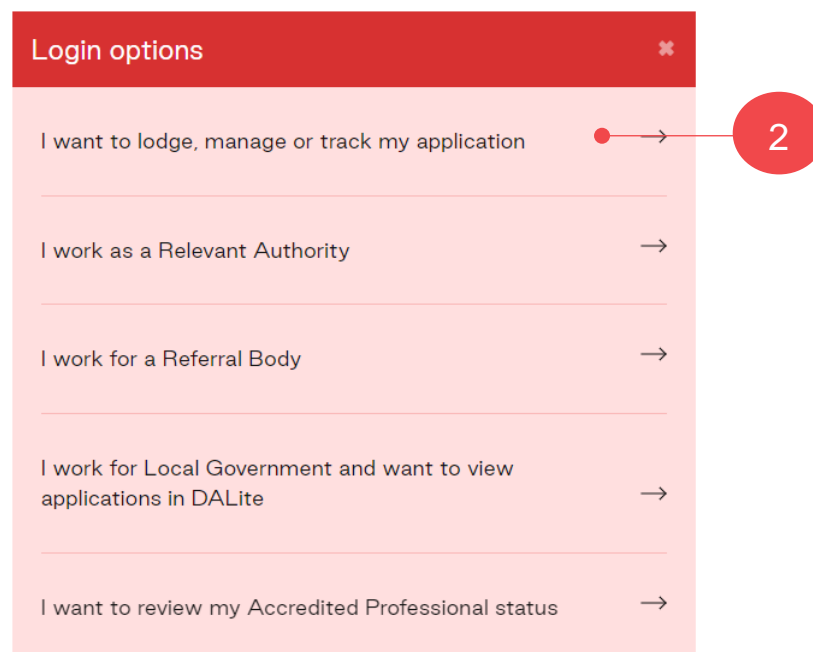 Login options
I want to lodge, manage or track my application
2
I work as a Relevant Authority
I work for a Referral Body
I work for Local Government and want to view
applications in DALite
I want to review my Accredited Professional status